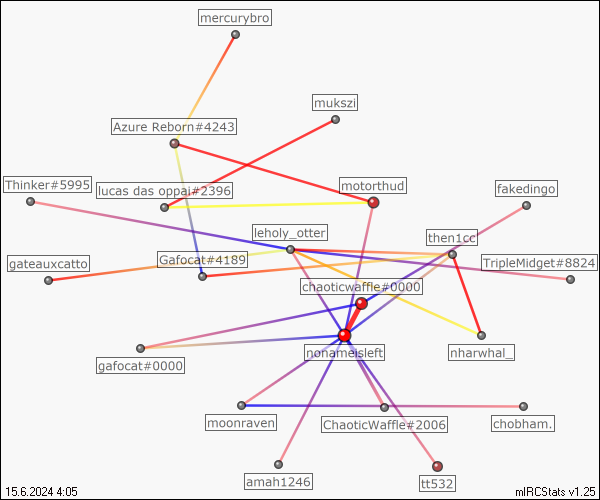 mercurybro
mukszi
Azure Reborn#4243
Thinker#5995
lucas das oppai#2396
motorthud
fakedingo
leholy_otter
then1cc
gateauxcatto
Gafocat#4189
TripleMidget#8824
chaoticwaffle#0000
gafocat#0000
nonameisleft
nharwhal_
moonraven
ChaoticWaffle#2006
chobham.
amah1246
tt532
15.6.2024 4:05
mIRCStats v1.25